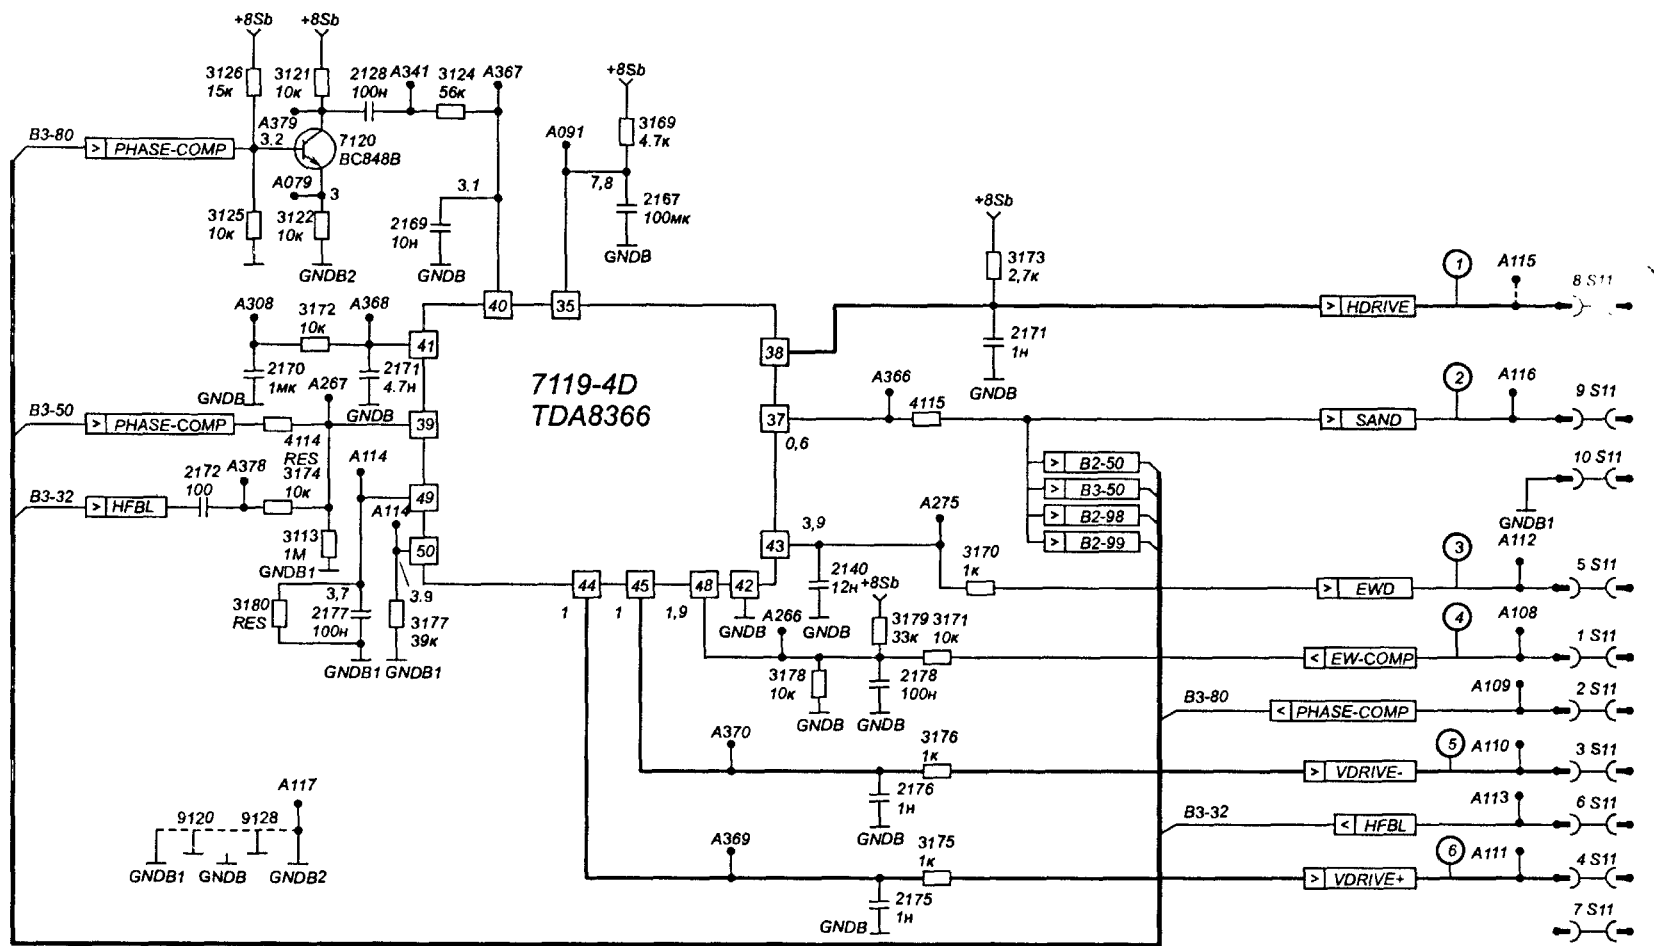 +8Sb +8Sb
3126 15к
3121 10к
2128 100н
A341
3124 56к
A367
+8Sb
A379
B3-80
> PHASE-COMP
3,2
7120 BC848B
A091
3169 4.7к
A079
3
3,1
7,8
3125 10к
3122 10к
2169 10н
2167 100мк
GNDB2
GNDB
GNDB
+8Sb
3173 2,7к
1
A115
8 S11
> HDRIVE
A308
3172 10к
A368
40
35
41
38
2170 1мк
A267
2171 4.7н
7119-4D
TDA8366
2171 1н
GNDB
GNDB
GNDB
A366
4115
2
A116
9 S11
B3-50
> PHASE-COMP
39
37
0,6
> SAND
4114 RES
A114
2172 100
A378
3174 10к
> B2-50
> B3-50
> B2-98
> B2-99
10 S11
B3-32
> HFBL
49
A114
A275
GNDB1
3113 1М
50
43
3,9
3170 1к
3
A112
5 S11
GNDB1
2140 12н
+8Sb
> EWD
44
45
48
42
3180 RES
3,7
2177 100н
3.9
3177 39к
1
1
1,9
GNDB
GNDB
A266
3179 33к
3171 10к
4
A108
1 S11
< EW-COMP
GNDB1 GNDB1
3178 10к
2178 100н
B3-80
A109
2 S11
< PHASE-COMP
GNDB
GNDB
A370
3176 1к
5
A110
3 S11
> VDRIVE-
A117
2176 1н
9120
9128
B3-32
A113
6 S11
< HFBL
GNDB
A369
3175 1к
6
A111
4 S11
GNDB1
GNDB
GNDB2
> VDRIVE+
2175 1н
GNDB
7 S11